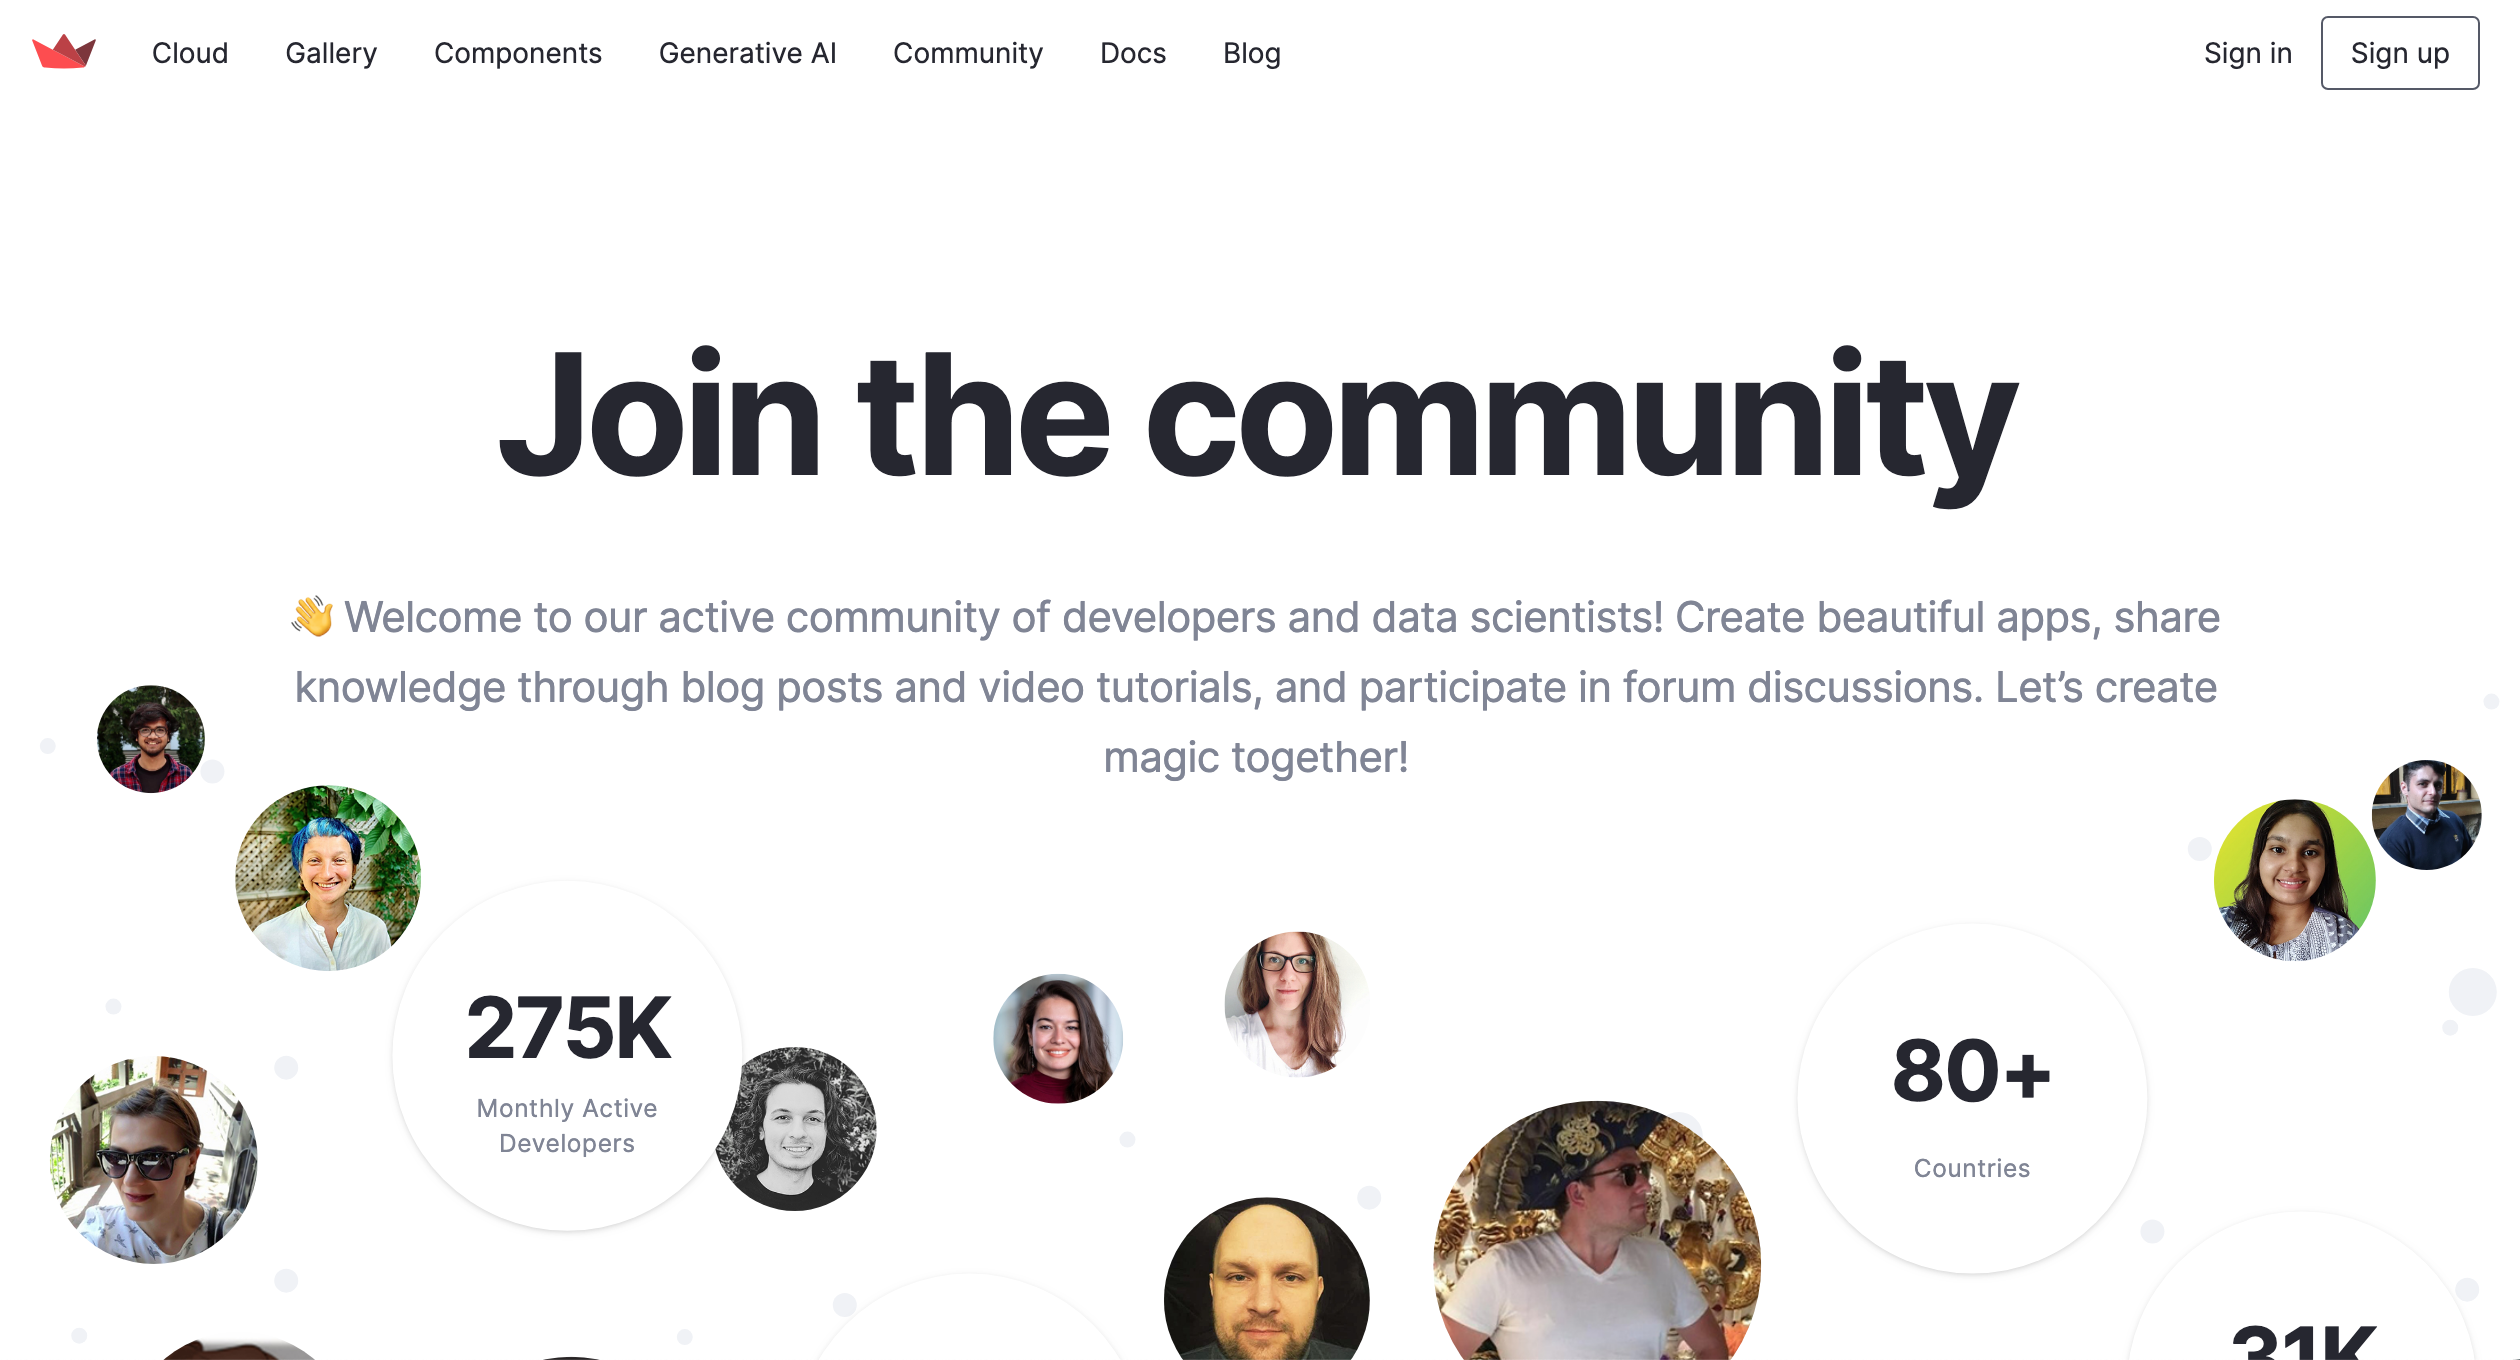 Cloud Gallery Components Generative AI Community Docs Blog Sign in Sign up
Join the community
👋 Welcome to our active community of developers and data scientists! Create beautiful apps, share
knowledge through blog posts and video tutorials, and participate in forum discussions. Let’s create
magic together!
275K
Monthly Active
Developers
80+
Countries
31K